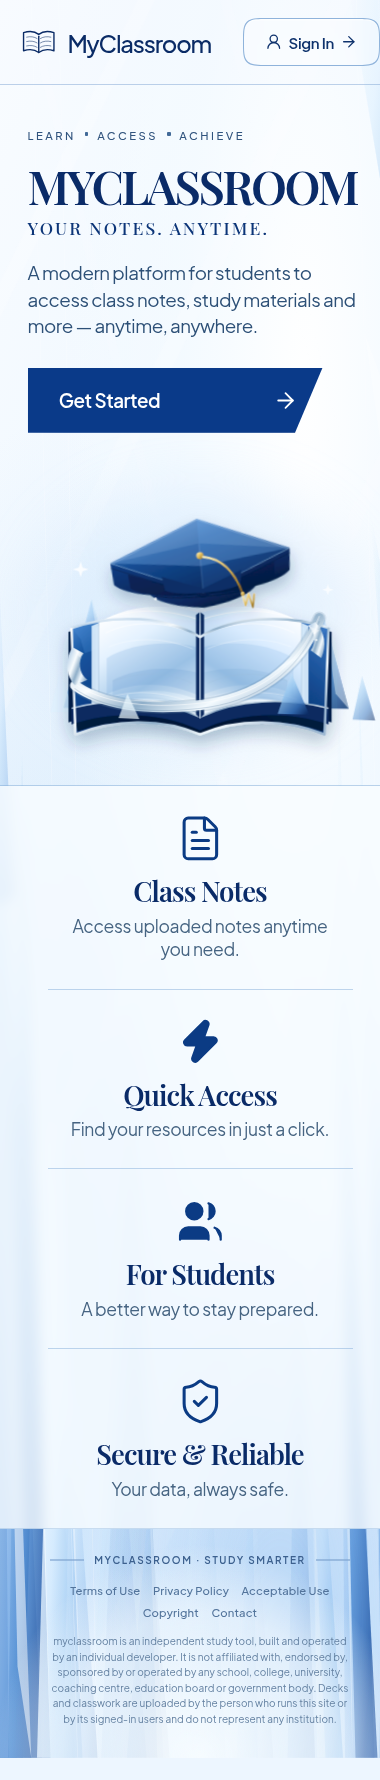 MyClassroom
Sign In
LEARN ▪ ACCESS ▪ ACHIEVE
MYCLASSROOM
YOUR NOTES. ANYTIME.
A modern platform for students to
access class notes, study materials and
more — anytime, anywhere.
Get Started
Class Notes
Access uploaded notes anytime
you need.
Quick Access
Find your resources in just a click.
For Students
A better way to stay prepared.
Secure & Reliable
Your data, always safe.
MYCLASSROOM · STUDY SMARTER
Terms of Use Privacy Policy Acceptable Use
Copyright Contact
myclassroom is an independent study tool, built and operated
by an individual developer. It is not affiliated with, endorsed by,
sponsored by or operated by any school, college, university,
coaching centre, education board or government body. Decks
and classwork are uploaded by the person who runs this site or
by its signed-in users and do not represent any institution.